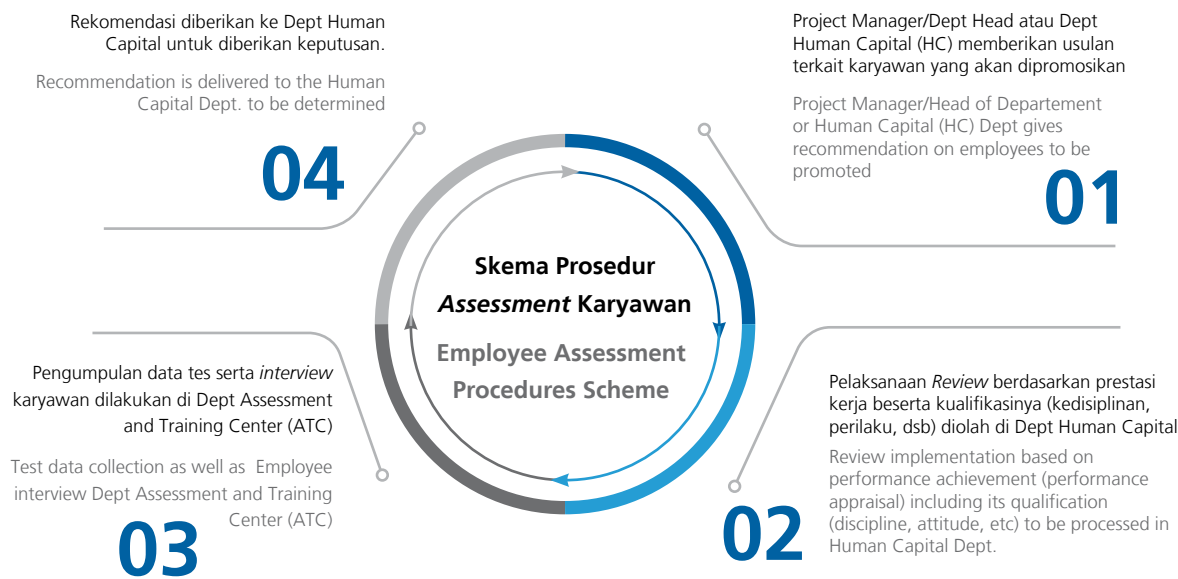 Rekomendasi diberikan ke Dept Human
Capital untuk diberikan keputusan.
Recommendation is delivered to the Human
Capital Dept. to be determined
04
Project Manager/Dept Head atau Dept
Human Capital (HC) memberikan usulan
terkait karyawan yang akan dipromosikan
Project Manager/Head of Departement
or Human Capital (HC) Dept gives
recommendation on employees to be
promoted
01
Skema Prosedur
Assessment Karyawan
Employee Assessment
Procedures Scheme
Pengumpulan data tes serta interview
karyawan dilakukan di Dept Assessment
and Training Center (ATC)
Test data collection as well as Employee
interview Dept Assessment and Training
Center (ATC)
03
Pelaksanaan Review berdasarkan prestasi
kerja beserta kualifikasinya (kedisiplinan,
perilaku, dsb) diolah di Dept Human Capital
Review implementation based on
performance achievement (performance
appraisal) including its qualification
(discipline, attitude, etc) to be processed in
Human Capital Dept.
02